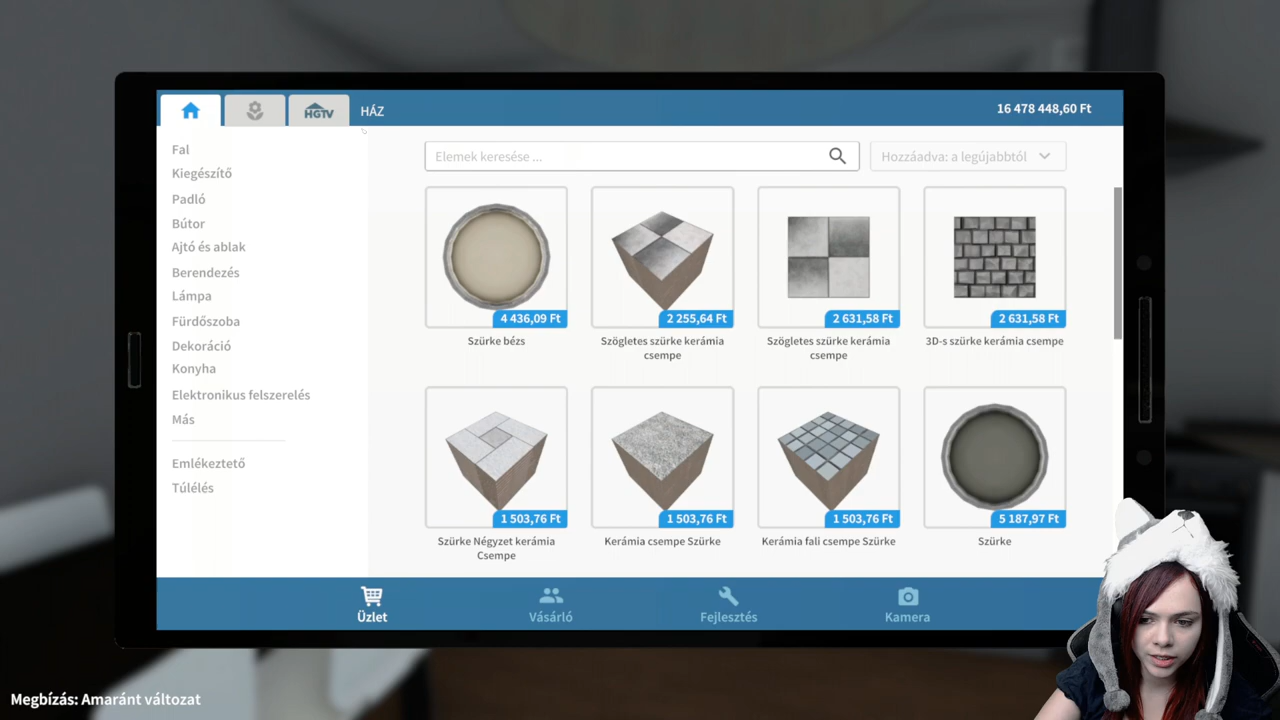 HGTV
HÁZ
16 478 448,60 Ft
Fal
Kiegészítő
Padló
Bútor
Ajtó és ablak
Berendezés
Lámpa
Fürdőszoba
Dekoráció
Konyha
Elektronikus felszerelés
Más
Emlékeztető
Túlélés
Elemek keresése ...
Hozzáadva: a legújabbtól
4 436,09 Ft
Szürke bézs
2 255,64 Ft
Szögletes szürke kerámia
csempe
2 631,58 Ft
Szögletes szürke kerámia
csempe
2 631,58 Ft
3D-s szürke kerámia csempe
1 503,76 Ft
Szürke Négyzet kerámia
Csempe
1 503,76 Ft
Kerámia csempe Szürke
1 503,76 Ft
Kerámia fali csempe Szürke
5 187,97 Ft
Szürke
Üzlet
Vásárló
Fejlesztés
Kamera
Megbízás: Amaránt változat